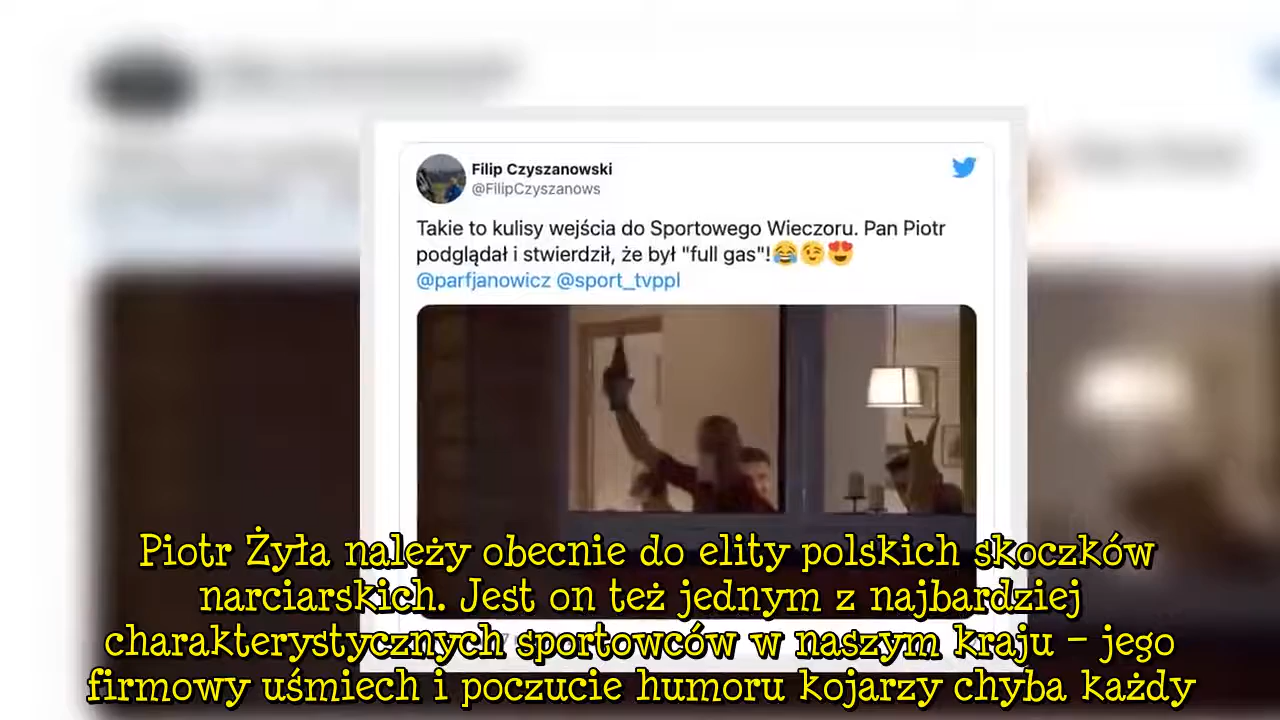 Filip Czyszanowski
@FilipCzyszanows
Takie to kulisy wejścia do Sportowego Wieczoru. Pan Piotr
podglądał i stwierdził, że był "full gas"!😂😉😍
@parfjanowicz @sport_tvppl
Piotr Żyła należy obecnie do elity polskich skoczków
narciarskich. Jest on też jednym z najbardziej
charakterystycznych sportowców w naszym kraju – jego
firmowy uśmiech i poczucie humoru kojarzy chyba każdy